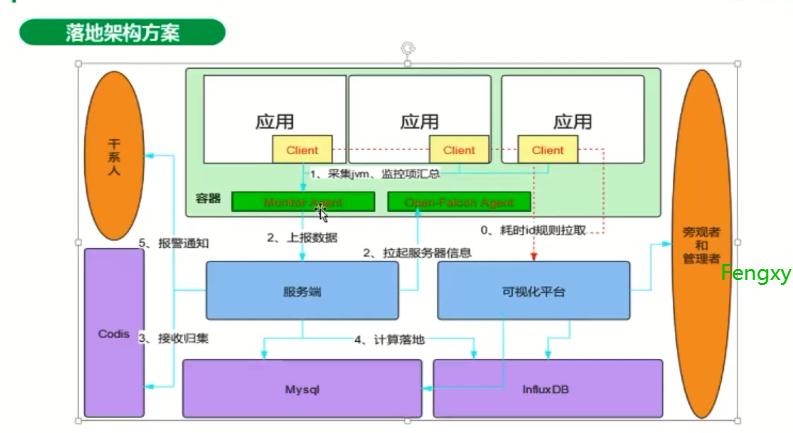 落地架构方案
干系人
应用
应用
应用
Client
Client
Client
1、采集jvm、监控项汇总
容器
Monitor Agent
Open-Falcon Agent
0、耗时id规则拉取
2、上报数据
5、报警通知
2、拉起服务器信息
旁观者
和
管理者
Fengxy
服务端
可视化平台
Codis
3、接收归集
4、计算落地
Mysql
InfluxDB